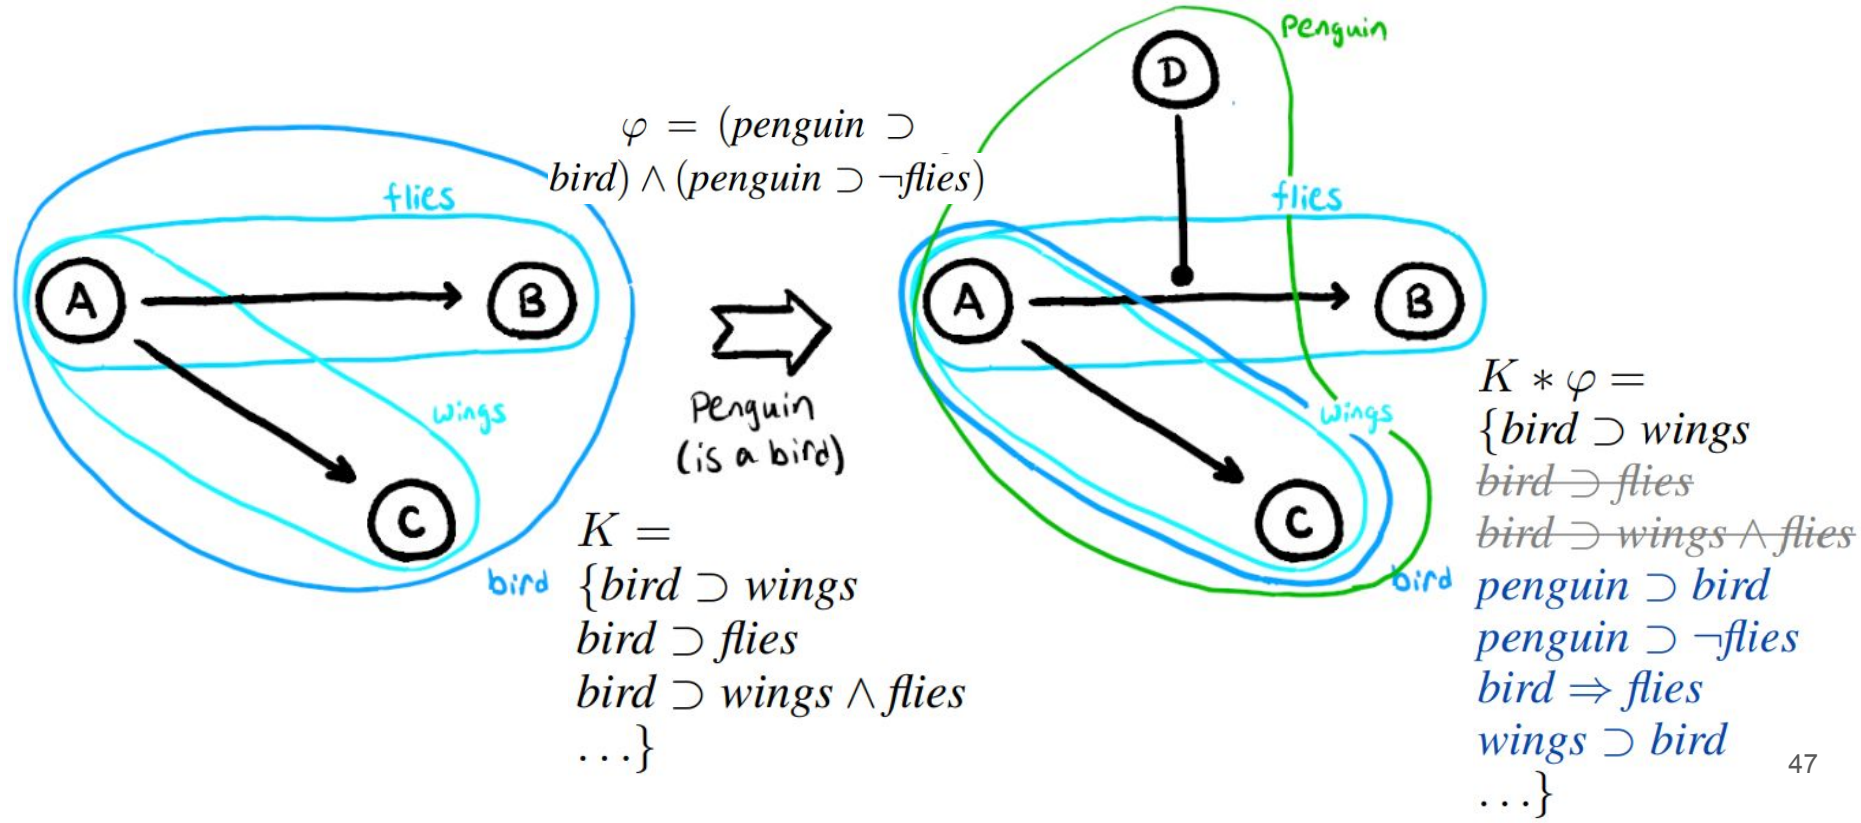 φ = (penguin ⊃
bird) ∧ (penguin ⊃ ¬flies)
flies
A
B
wings
C
bird
K =
{bird ⊃ wings
bird ⊃ flies
bird ⊃ wings ∧ flies
...}
Penguin
(is a bird)
Penguin
D
flies
A
B
wings
C
bird
K ∗ φ =
{bird ⊃ wings
bird ⊃ flies
bird ⊃ wings ∧ flies
penguin ⊃ bird
penguin ⊃ ¬flies
bird ⇒ flies
wings ⊃ bird
...}
47